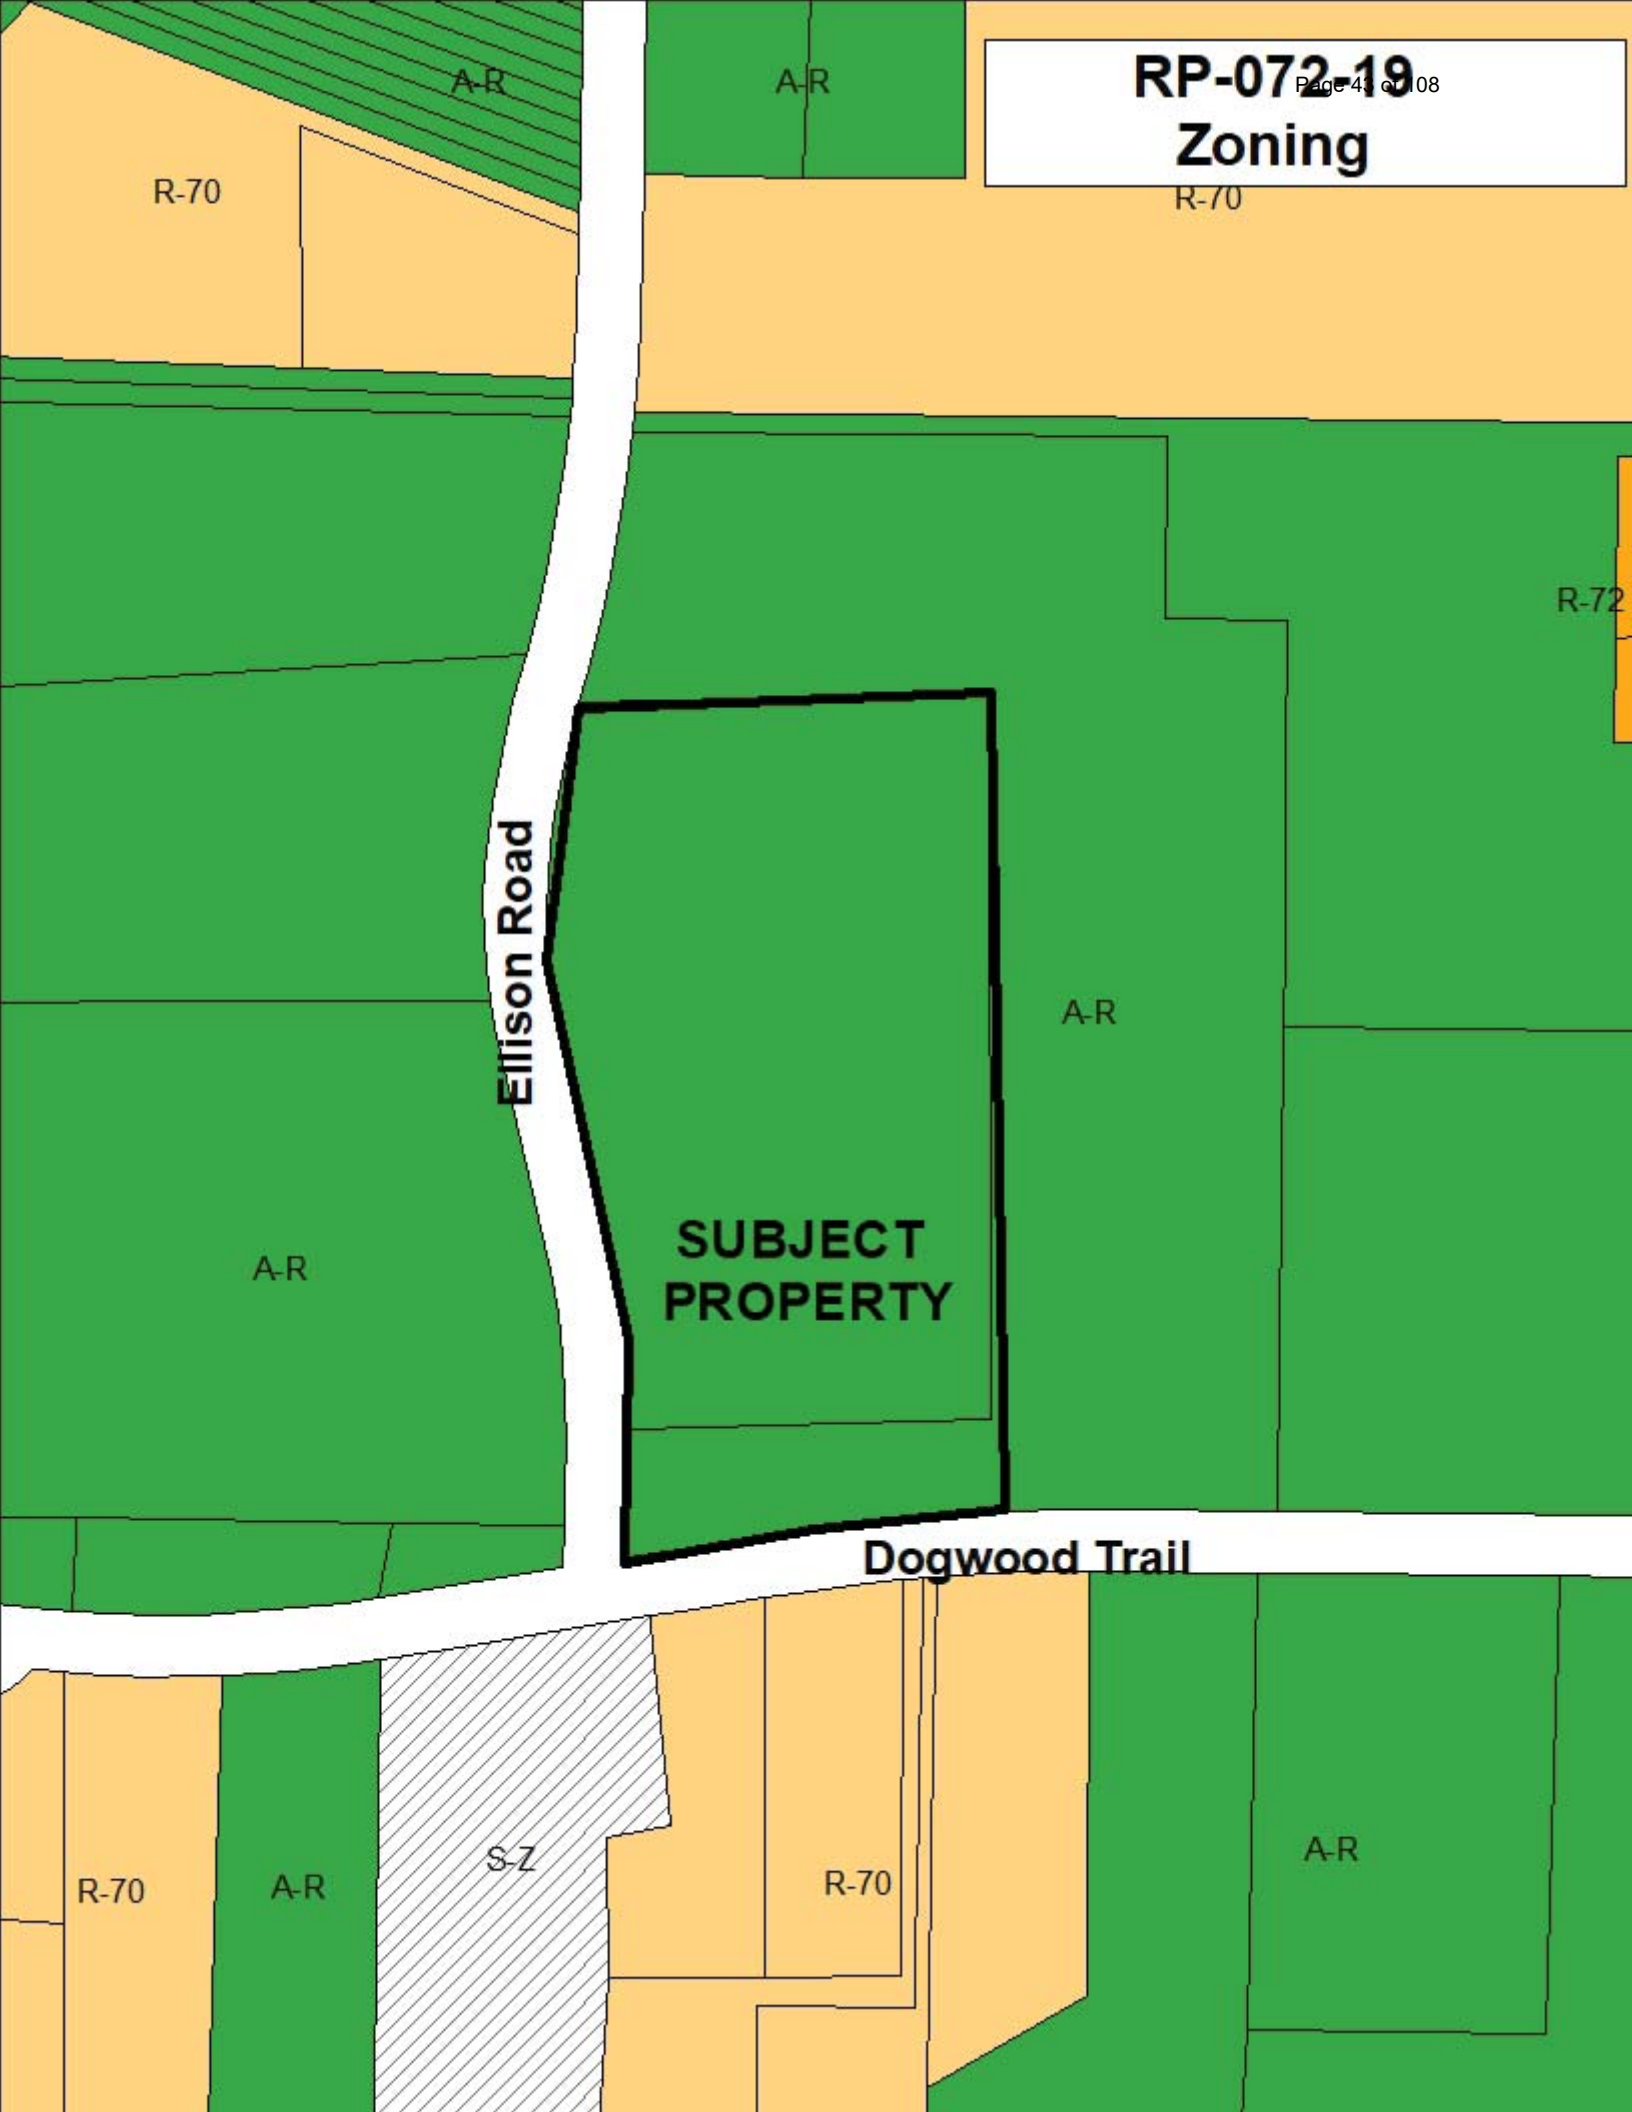 A-R
A-R
RP-072-19
Page 43 of 108
Zoning
R-70
R-70
R-72
Ellison Road
A-R
SUBJECT
PROPERTY
A-R
Dogwood Trail
S-Z
A-R
R-70
A-R
R-70